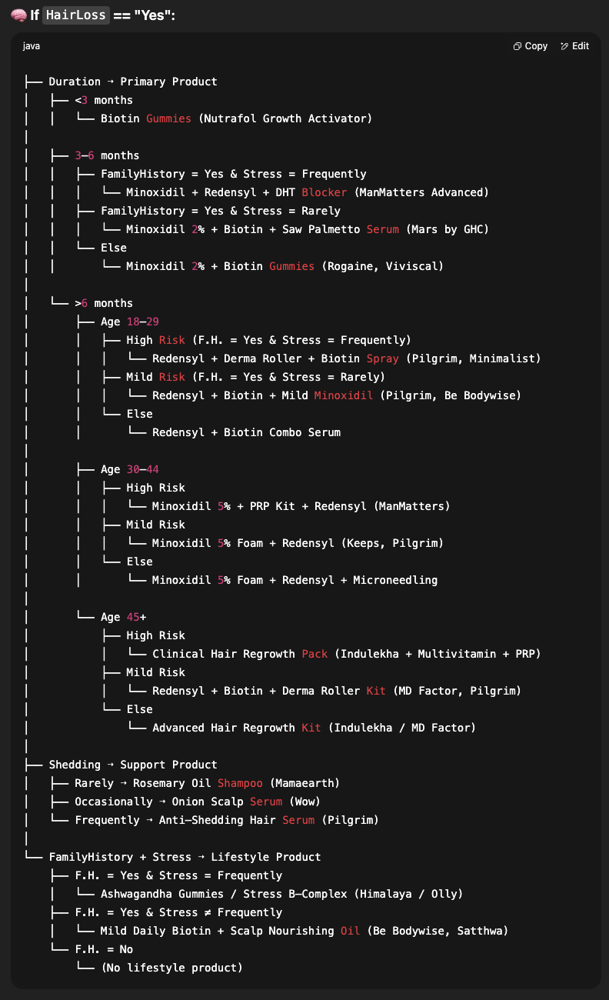 🧠 If HairLoss == "Yes":
java
Copy
Edit
├── Duration → Primary Product
│   ├── <3 months
│   │   └── Biotin Gummies (Nutrafol Growth Activator)
│
│   ├── 3–6 months
│   │   ├── FamilyHistory = Yes & Stress = Frequently
│   │   │   └── Minoxidil + Redensyl + DHT Blocker (ManMatters Advanced)
│   │   ├── FamilyHistory = Yes & Stress = Rarely
│   │   │   └── Minoxidil 2% + Biotin + Saw Palmetto Serum (Mars by GHC)
│   │   └── Else
│   │       └── Minoxidil 2% + Biotin Gummies (Rogaine, Viviscal)
│
│   └── >6 months
│       ├── Age 18–29
│       │   ├── High Risk (F.H. = Yes & Stress = Frequently)
│       │   │   └── Redensyl + Derma Roller + Biotin Spray (Pilgrim, Minimalist)
│       │   ├── Mild Risk (F.H. = Yes & Stress = Rarely)
│       │   │   └── Redensyl + Biotin + Mild Minoxidil (Pilgrim, Be Bodywise)
│       │   └── Else
│       │       └── Redensyl + Biotin Combo Serum
│
│       ├── Age 30–44
│       │   ├── High Risk
│       │   │   └── Minoxidil 5% + PRP Kit + Redensyl (ManMatters)
│       │   ├── Mild Risk
│       │   │   └── Minoxidil 5% Foam + Redensyl (Keeps, Pilgrim)
│       │   └── Else
│       │       └── Minoxidil 5% Foam + Redensyl + Microneedling
│
│       └── Age 45+
│           ├── High Risk
│           │   └── Clinical Hair Regrowth Pack (Indulekha + Multivitamin + PRP)
│           ├── Mild Risk
│           │   └── Redensyl + Biotin + Derma Roller Kit (MD Factor, Pilgrim)
│           └── Else
│               └── Advanced Hair Regrowth Kit (Indulekha / MD Factor)
│
├── Shedding → Support Product
│   ├── Rarely → Rosemary Oil Shampoo (Mamaearth)
│   ├── Occasionally → Onion Scalp Serum (Wow)
│   └── Frequently → Anti–Shedding Hair Serum (Pilgrim)
│
└── FamilyHistory + Stress → Lifestyle Product
    ├── F.H. = Yes & Stress = Frequently
    │   └── Ashwagandha Gummies / Stress B–Complex (Himalaya / Olly)
    ├── F.H. = Yes & Stress ≠ Frequently
    │   └── Mild Daily Biotin + Scalp Nourishing Oil (Be Bodywise, Satthwa)
    └── F.H. = No
        └── (No lifestyle product)